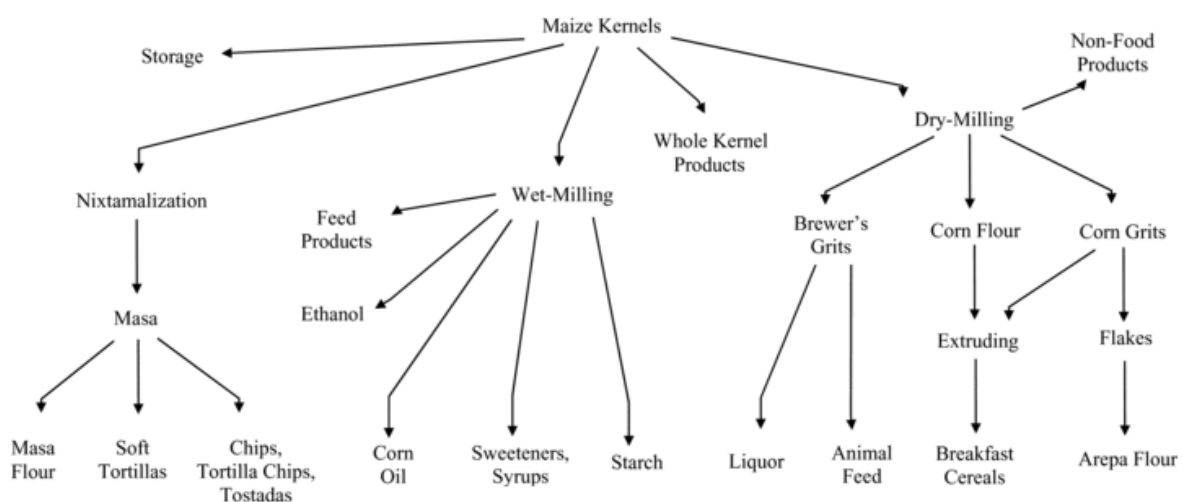 Maize Kernels
Storage
Non-Food
Products
Dry-Milling
Whole Kernel
Products
Nixtamalization
Wet-Milling
Feed
Products
Brewer's
Grits
Corn Flour
Corn Grits
Ethanol
Masa
Extruding
Flakes
Masa
Flour
Soft
Tortillas
Chips,
Tortilla Chips,
Tostadas
Corn
Oil
Sweeteners,
Syrups
Starch
Liquor
Animal
Feed
Breakfast
Cereals
Arepa Flour